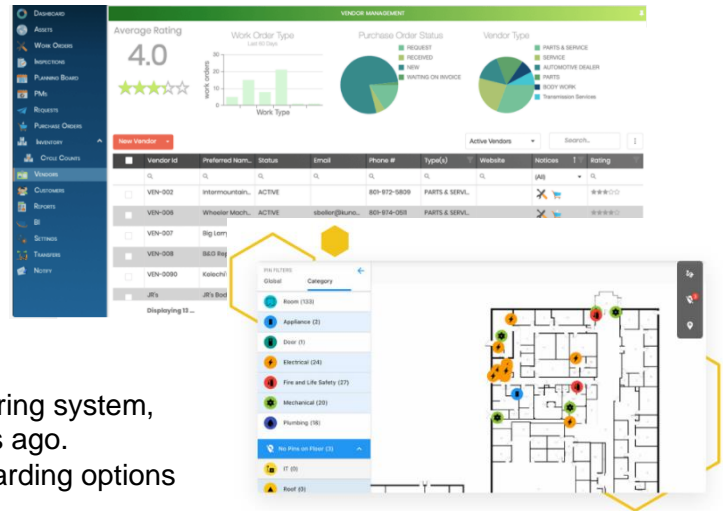 DASHBOARD
ASSETS
WORK ORDERS
INSPECTIONS
PLANNING BOARD
PMS
REQUESTS
PURCHASE ORDERS
INVENTORY
CYCLE COUNTS
VENDORS
CUSTOMERS
REPORTS
BI
SETTINGS
TRANSFERS
NOTIFY
VENDOR MANAGEMENT
Average Rating
4.0
Work Order Type
Last 90 Days
work orders
30
20
10
0
Work Type
Purchase Order Status
REQUEST
RECEIVED
NEW
WAITING ON INVOICE
Vendor Type
PARTS & SERVICE
SERVICE
AUTOMOTIVE DEALER
PARTS
BODY WORK
Transmission Services
New Vendor
Active Vendors
Search...
Vendor Id Preferred Nam... Status Email Phone # Type(s) Website Notices Rating
(All)
VEN-002 Intermountain... ACTIVE 801-972-5809 PARTS & SERVI...
VEN-006 Wheeler Mach... ACTIVE 801-974-0511 PARTS & SERVI...
VEN-007 Big Larry
VEN-008
VEN-0090
JR's JR's Bod
Displaying 12 ...
PIN FILTERS
Global Category
Room (133)
Appliance (2)
Door (1)
Electrical (24)
Fire and Life Safety (27)
Mechanical (20)
Plumbing (18)
No Pins on Floor (3)
IT (0)
Roof (0)
ring system,
s ago.
arding options